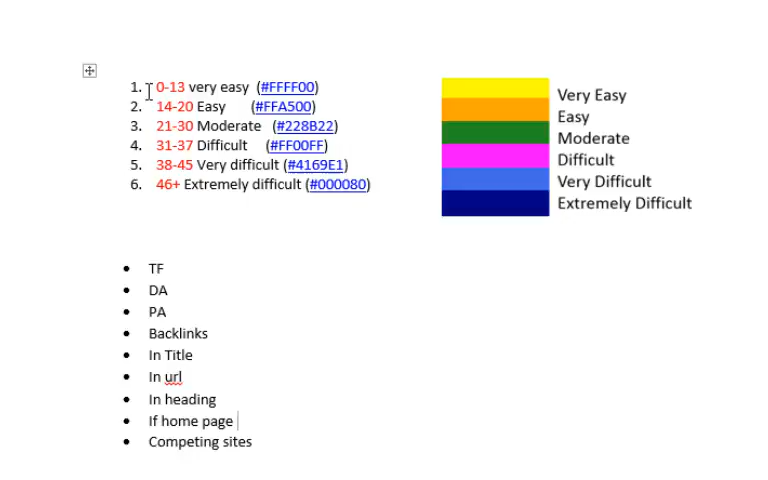 1. 0-13 very easy (#FFFF00)
2. 14-20 Easy (#FFA500)
3. 21-30 Moderate (#228B22)
4. 31-37 Difficult (#FF00FF)
5. 38-45 Very difficult (#4169E1)
6. 46+ Extremely difficult (#000080)
Very Easy
Easy
Moderate
Difficult
Very Difficult
Extremely Difficult
• TF
• DA
• PA
• Backlinks
• In Title
• In url
• In heading
• If home page
• Competing sites